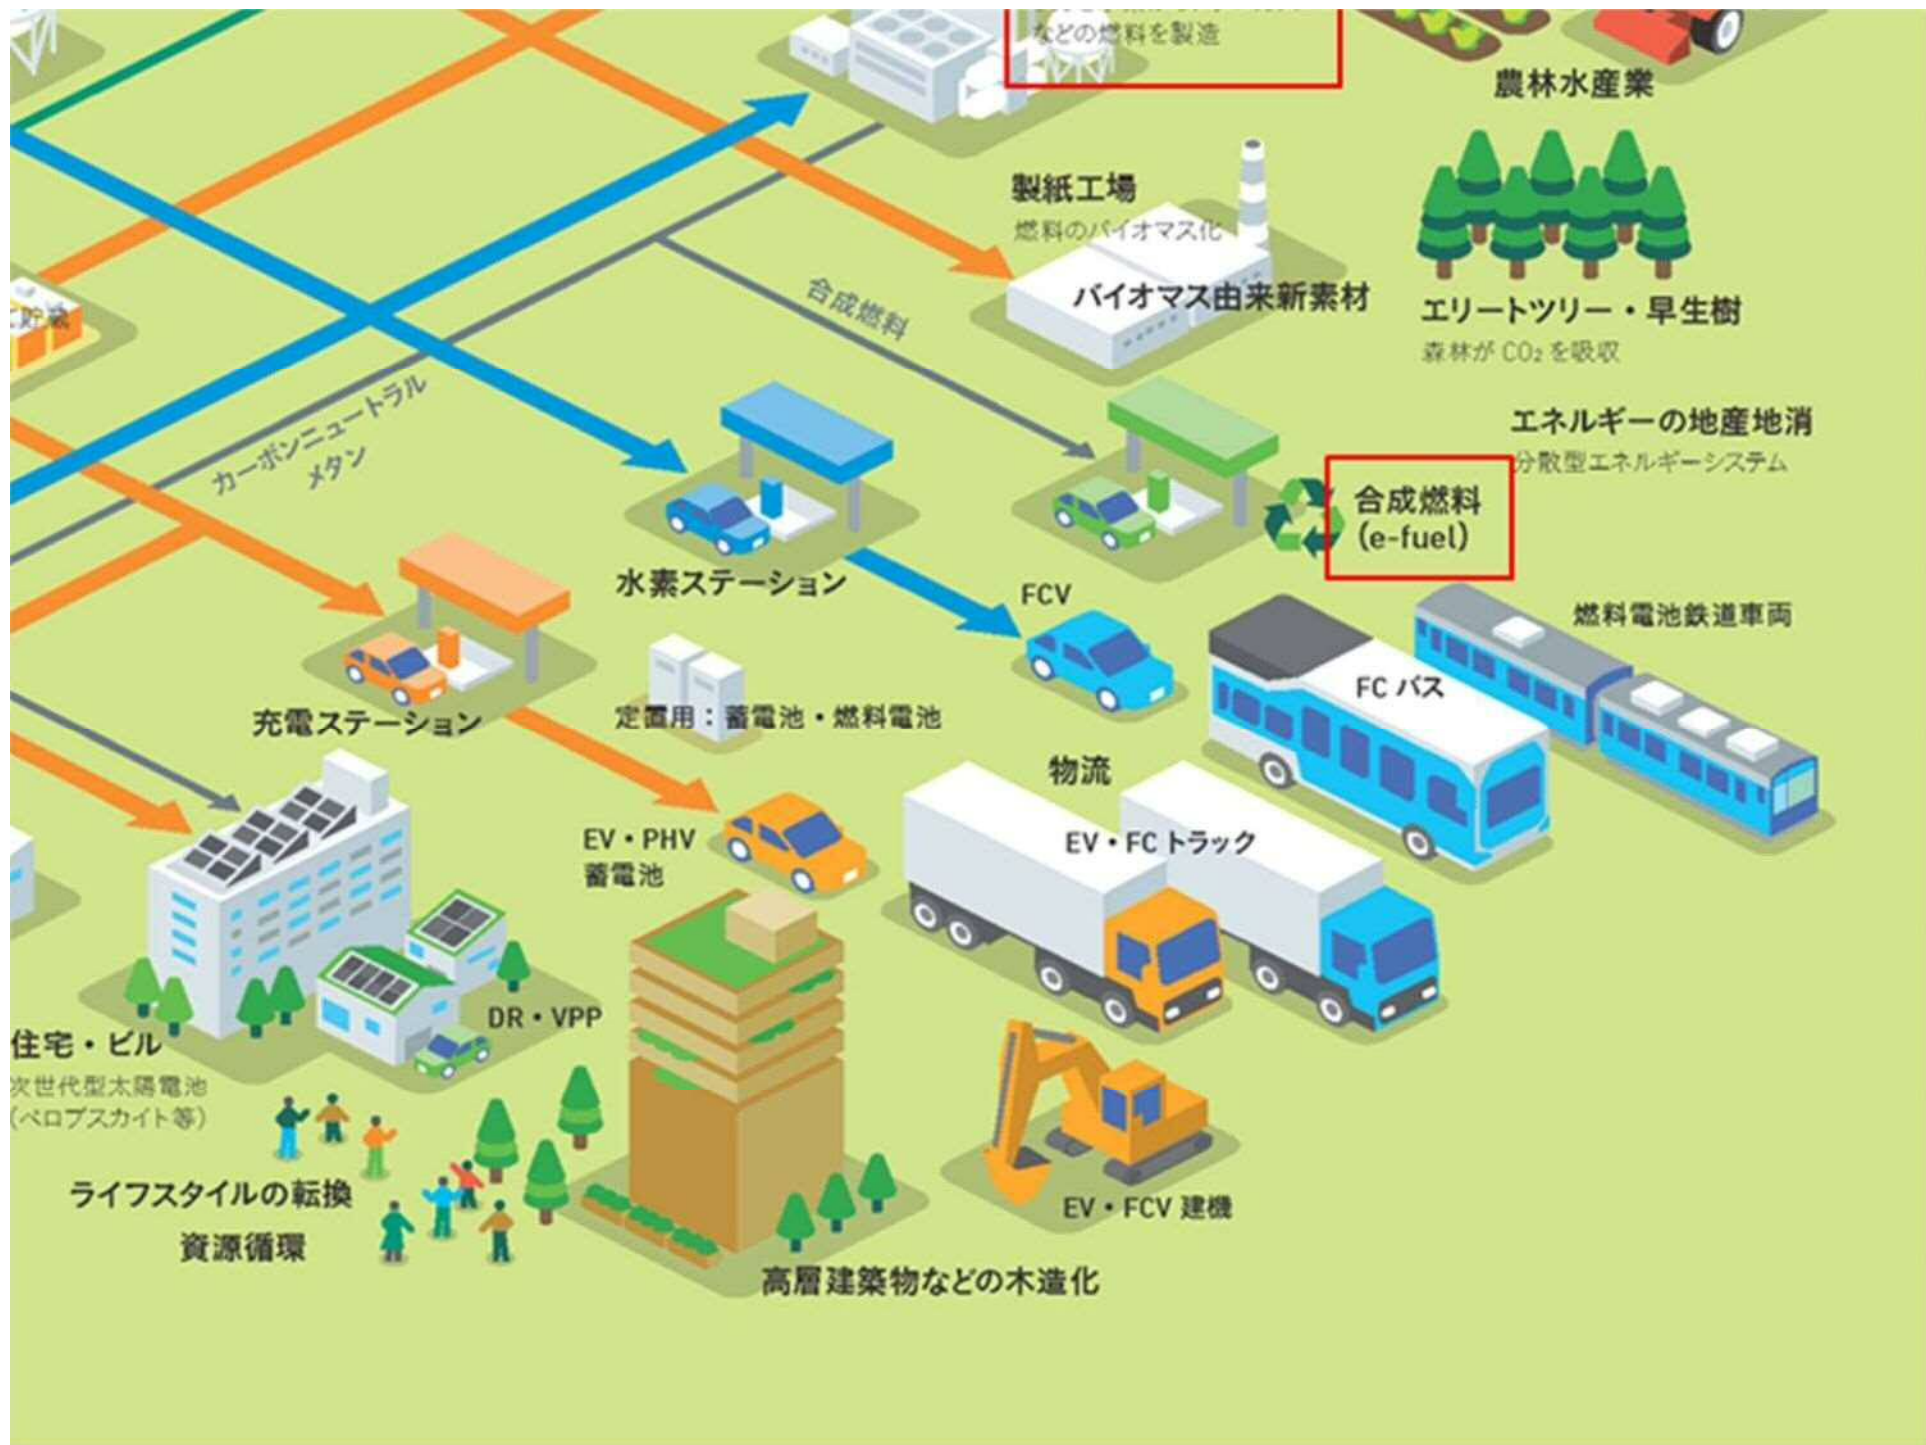 などの燃料を製造
農林水産業
製紙工場
燃料のバイオマス化
バイオマス由来新素材
エリートツリー・早生樹
森林が CO₂ を吸収
貯蔵
合成燃料
カーボンニュートラル
メタン
エネルギーの地産地消
分散型エネルギーシステム
合成燃料
(e-fuel)
水素ステーション
FCV
燃料電池鉄道車両
FC バス
充電ステーション
定置用：蓄電池・燃料電池
物流
EV・PHV
蓄電池
EV・FC トラック
DR・VPP
住宅・ビル
次世代型太陽電池
(ペロブスカイト等)
ライフスタイルの転換
資源循環
EV・FCV 建機
高層建築物などの木造化